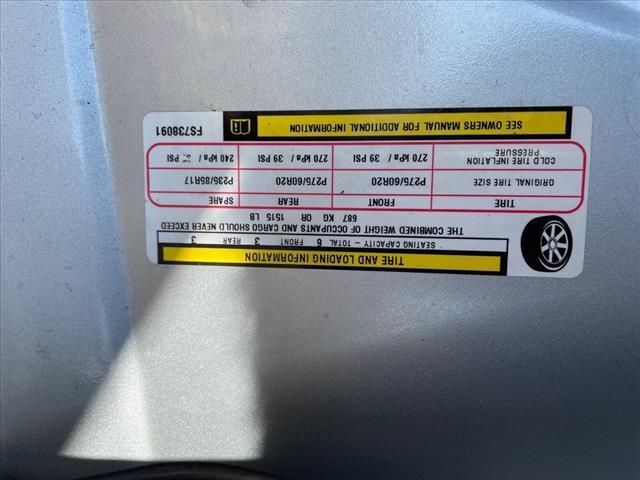 TIRE AND LOADING INFORMATION
SEATING CAPACITY - TOTAL 6 FRONT 3 REAR 3
THE COMBINED WEIGHT OF OCCUPANTS AND CARGO SHOULD NEVER EXCEED
687 KG OR 1515 LB
TIRE FRONT REAR SPARE
ORIGINAL TIRE SIZE P275/60R20 P275/60R20 P235/85R17
COLD TIRE INFLATION PRESSURE 270 kPa / 39 PSI 270 kPa / 39 PSI 240 kPa / PSI
SEE OWNERS MANUAL FOR ADDITIONAL INFORMATION
FS738091